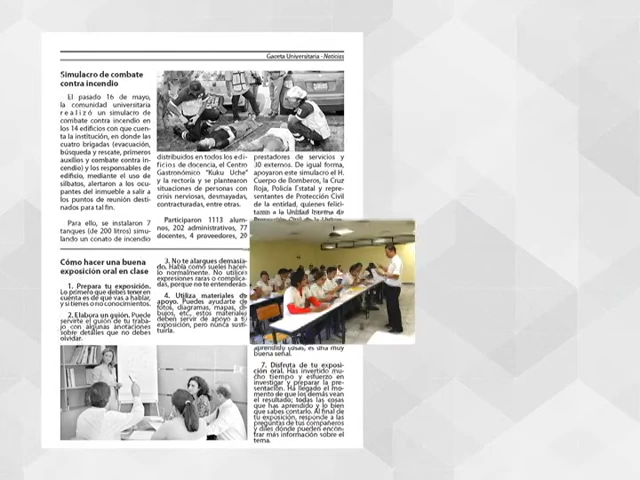 Gaceta Universitaria - Noticias
Simulacro de combate
contra incendio
El pasado 16 de mayo,
la comunidad universitaria
realizó un simulacro de
combate contra incendio en
los 14 edificios con que cuen-
ta la institución, en donde las
cuatro brigadas (evacuación,
búsqueda y rescate, primeros
auxilios y combate contra in-
cendio) y los responsables de
edificio, mediante el uso de
silbatos, alertaron a los ocu-
pantes del inmueble a salir a
los puntos de reunión desti-
nados para tal fin.
Para ello, se instalaron 7
tanques (de 200 litros) simu-
lando un conato de incendio
distribuidos en todos los edi-
ficios de docencia, el Centro
Gastronómico "Kuku Uche"
y la rectoría y se plantearon
situaciones de personas con
crisis nerviosas, desmayadas,
contracturadas, entre otras.
Participaron 1113 alum-
nos, 202 administrativos, 77
docentes, 4 proveedores, 20
prestadores de servicios y
30 externos. De igual forma,
apoyaron este simulacro el H.
Cuerpo de Bomberos, la Cruz
Roja, Policía Estatal y repre-
sentantes de Protección Civil
de la entidad, quienes felici-
taron a la Unidad Interna de
Cómo hacer una buena
exposición oral en clase
1. Prepara tu exposición.
Lo primero que debes tener en
cuenta es de qué vas a hablar,
y si tienes o no conocimientos.
2. Elabora un guión. Puede
servirte el guión de tu traba-
jo con algunas anotaciones
sobre detalles que no debes
olvidar.
3. No te alargues demasia-
do. Habla como sueles hacer-
lo normalmente. No utilices
expresiones raras o complica-
das, porque no te entenderán.
4. Utiliza materiales de
apoyo. Puedes ayudarte de
fotos, diagramas, mapas, di-
bujos, etc., estos materiales
deben servir de apoyo a tu
exposición, pero nunca susti-
tuirla.
aprendido cosas, es una muy
buena señal.
7. Disfruta de tu exposi-
ción oral. Has invertido mu-
cho tiempo y esfuerzo en
investigar y preparar la pre-
sentación. Ha llegado el mo-
mento de que los demás vean
el resultado; todas las cosas
que has aprendido y lo bien
que sabes contarlo. Al final de
tu exposición, responde a las
preguntas de tus compañeros
y diles dónde pueden encon-
trar más información sobre el
tema.